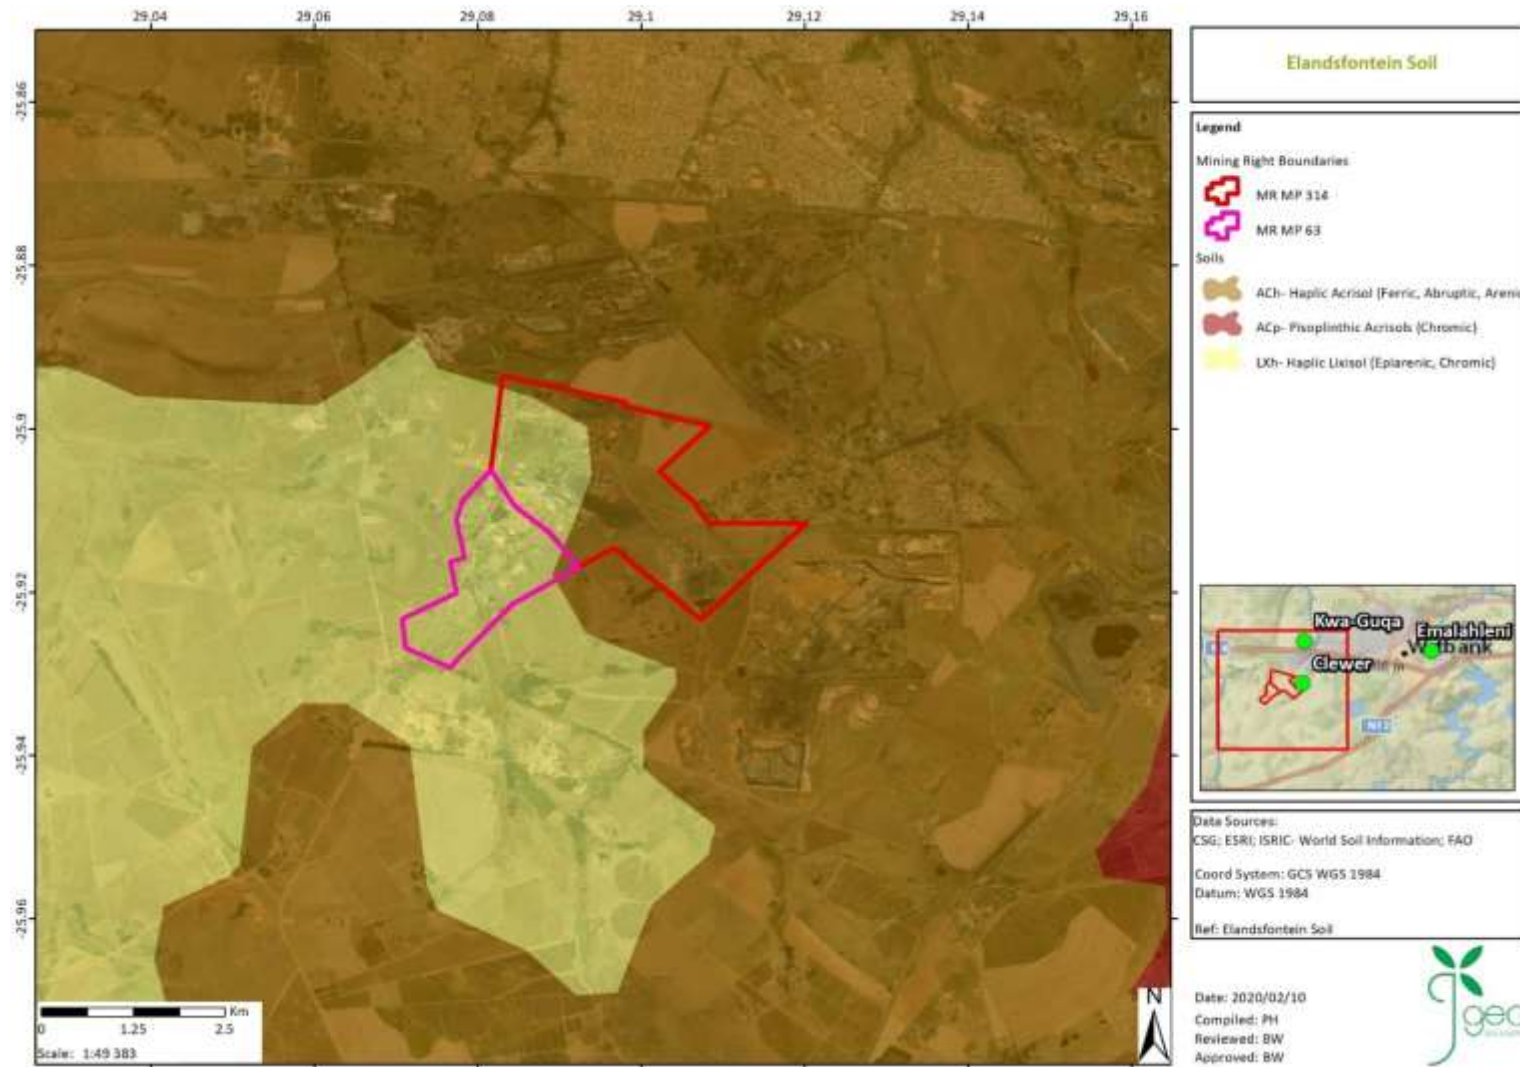 29.04 29.06 29.08 29.1 29.12 29.14 29.16
-25.86
-25.88
-25.9
-25.92
-25.94
-25.96
Elandsfontein Soil
Legend
Mining Right Boundaries
MR MP 314
MR MP 63
Soils
ACh- Haplic Acrisol (Ferric, Abruptic, Arenic
ACp- Pisoplinthic Acrisols (Chromic)
LXh- Haplic Lixisol (Epiarenic, Chromic)
Kwa-Guqa
Emalahleni
Witbank
Clewer
N12
Data Sources:
CSG; ESRI; ISRIC- World Soil Information; FAO
Coord System: GCS WGS 1984
Datum: WGS 1984
Ref: Elandsfontein Soil
Date: 2020/02/10
Compiled: PH
Reviewed: BW
Approved: BW
geo
N
Km
0 1.25 2.5
Scale: 1:49 383